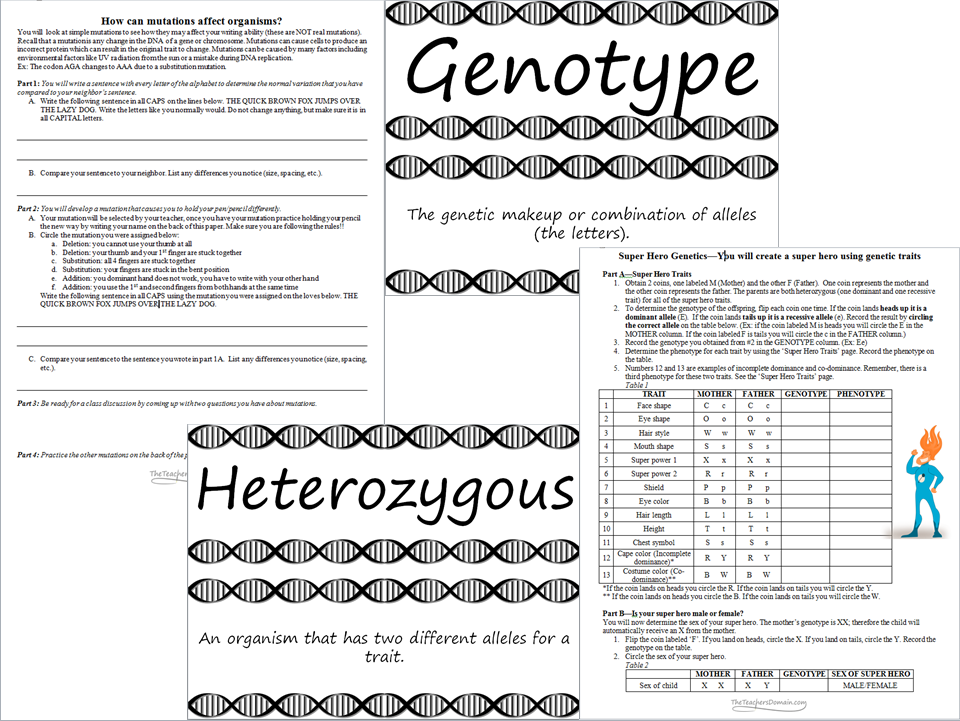 How can mutations affect organisms?
You will look at simple mutations to see how they may affect your writing ability (these are NOT real mutations).
Recall that a mutation is any change in the DNA of a gene or chromosome. Mutations can cause cells to produce an
incorrect protein which can result in the original trait to change. Mutations can be caused by many factors including
environmental factors like UV radiation from the sun or a mistake during DNA replication.
Ex: The codon AGA changes to AAA due to a substitution mutation.
Part 1: You will write a sentence with every letter of the alphabet to determine the normal variation that you have
compared to your neighbor's sentence.
A. Write the following sentence in all CAPS on the lines below. THE QUICK BROWN FOX JUMPS OVER
THE LAZY DOG. Write the letters like you normally would. Do not change anything, but make sure it is in
all CAPITAL letters.
B. Compare your sentence to your neighbor. List any differences you notice (size, spacing, etc.).
Part 2: You will develop a mutation that causes you to hold your pen/pencil differently.
A. Your mutation will be selected by your teacher, once you have your mutation practice holding your pencil
the new way by writing your name on the back of this paper. Make sure you are following the rules!!
B. Circle the mutation you were assigned below:
a. Deletion: you cannot use your thumb at all
b. Deletion: your thumb and your 1st finger are stuck together
c. Substitution: all 4 fingers are stuck together
d. Substitution: your fingers are stuck in the bent position
e. Addition: you dominant hand does not work, you have to write with your other hand
f. Addition: you use the 1st and second fingers from both hands at the same time
Write the following sentence in all CAPS using the mutation you were assigned on the loves below. THE
QUICK BROWN FOX JUMPS OVER THE LAZY DOG.
C. Compare your sentence to the sentence you wrote in part 1A. List any differences you notice (size, spacing,
etc.).
Part 3: Be ready for a class discussion by coming up with two questions you have about mutations.
Part 4: Practice the other mutations on the back of the p
TheTeache
Genotype
The genetic makeup or combination of alleles
(the letters).
Heterozygous
An organism that has two different alleles for a
trait.
Super Hero Genetics—You will create a super hero using genetic traits
Part A—Super Hero Traits
1. Obtain 2 coins, one labeled M (Mother) and the other F (Father). One coin represents the mother and
the other coin represents the father. The parents are both heterozygous (one dominant and one recessive
trait) for all of the super hero traits.
2. To determine the genotype of the offspring, flip each coin one time. If the coin lands heads up it is a
dominant allele (E). If the coin lands tails up it is a recessive allele (e). Record the result by circling
the correct allele on the table below. (Ex: if the coin labeled M is heads you will circle the E in the
MOTHER column. If the coin labeled F is tails you will circle the c in the FATHER column.)
3. Record the genotype you obtained from #2 in the GENOTYPE column. (Ex: Ee)
4. Determine the phenotype for each trait by using the 'Super Hero Traits' page. Record the phenotype on
the table.
5. Numbers 12 and 13 are examples of incomplete dominance and co-dominance. Remember, there is a
third phenotype for these two traits. See the 'Super Hero Traits' page.
Table 1
TRAIT MOTHER FATHER GENOTYPE PHENOTYPE
1 Face shape C c C c
2 Eye shape O o O o
3 Hair style W w W w
4 Mouth shape S s S s
5 Super power 1 X x X x
6 Super power 2 R r R r
7 Shield P p P p
8 Eye color B b B b
9 Hair length L l L l
10 Height T t T t
11 Chest symbol S s S s
12 Cape color (Incomplete dominance)* R Y R Y
13 Costume color (Co-dominance)** B W B W
*If the coin lands on heads you circle the R. If the coin lands on tails you will circle the Y.
** If the coin lands on heads you circle the B. If the coin lands on tails you will circle the W.
Part B—Is your super hero male or female?
You will now determine the sex of your super hero. The mother's genotype is XX; therefore the child will
automatically receive an X from the mother.
1. Flip the coin labeled 'F'. If you land on heads, circle the X. If you land on tails, circle the Y. Record the
genotype on the table.
2. Circle the sex of your super hero.
Table 2
MOTHER FATHER GENOTYPE SEX OF SUPER HERO
Sex of child X X X Y MALE/FEMALE
TheTeachersDomain.com